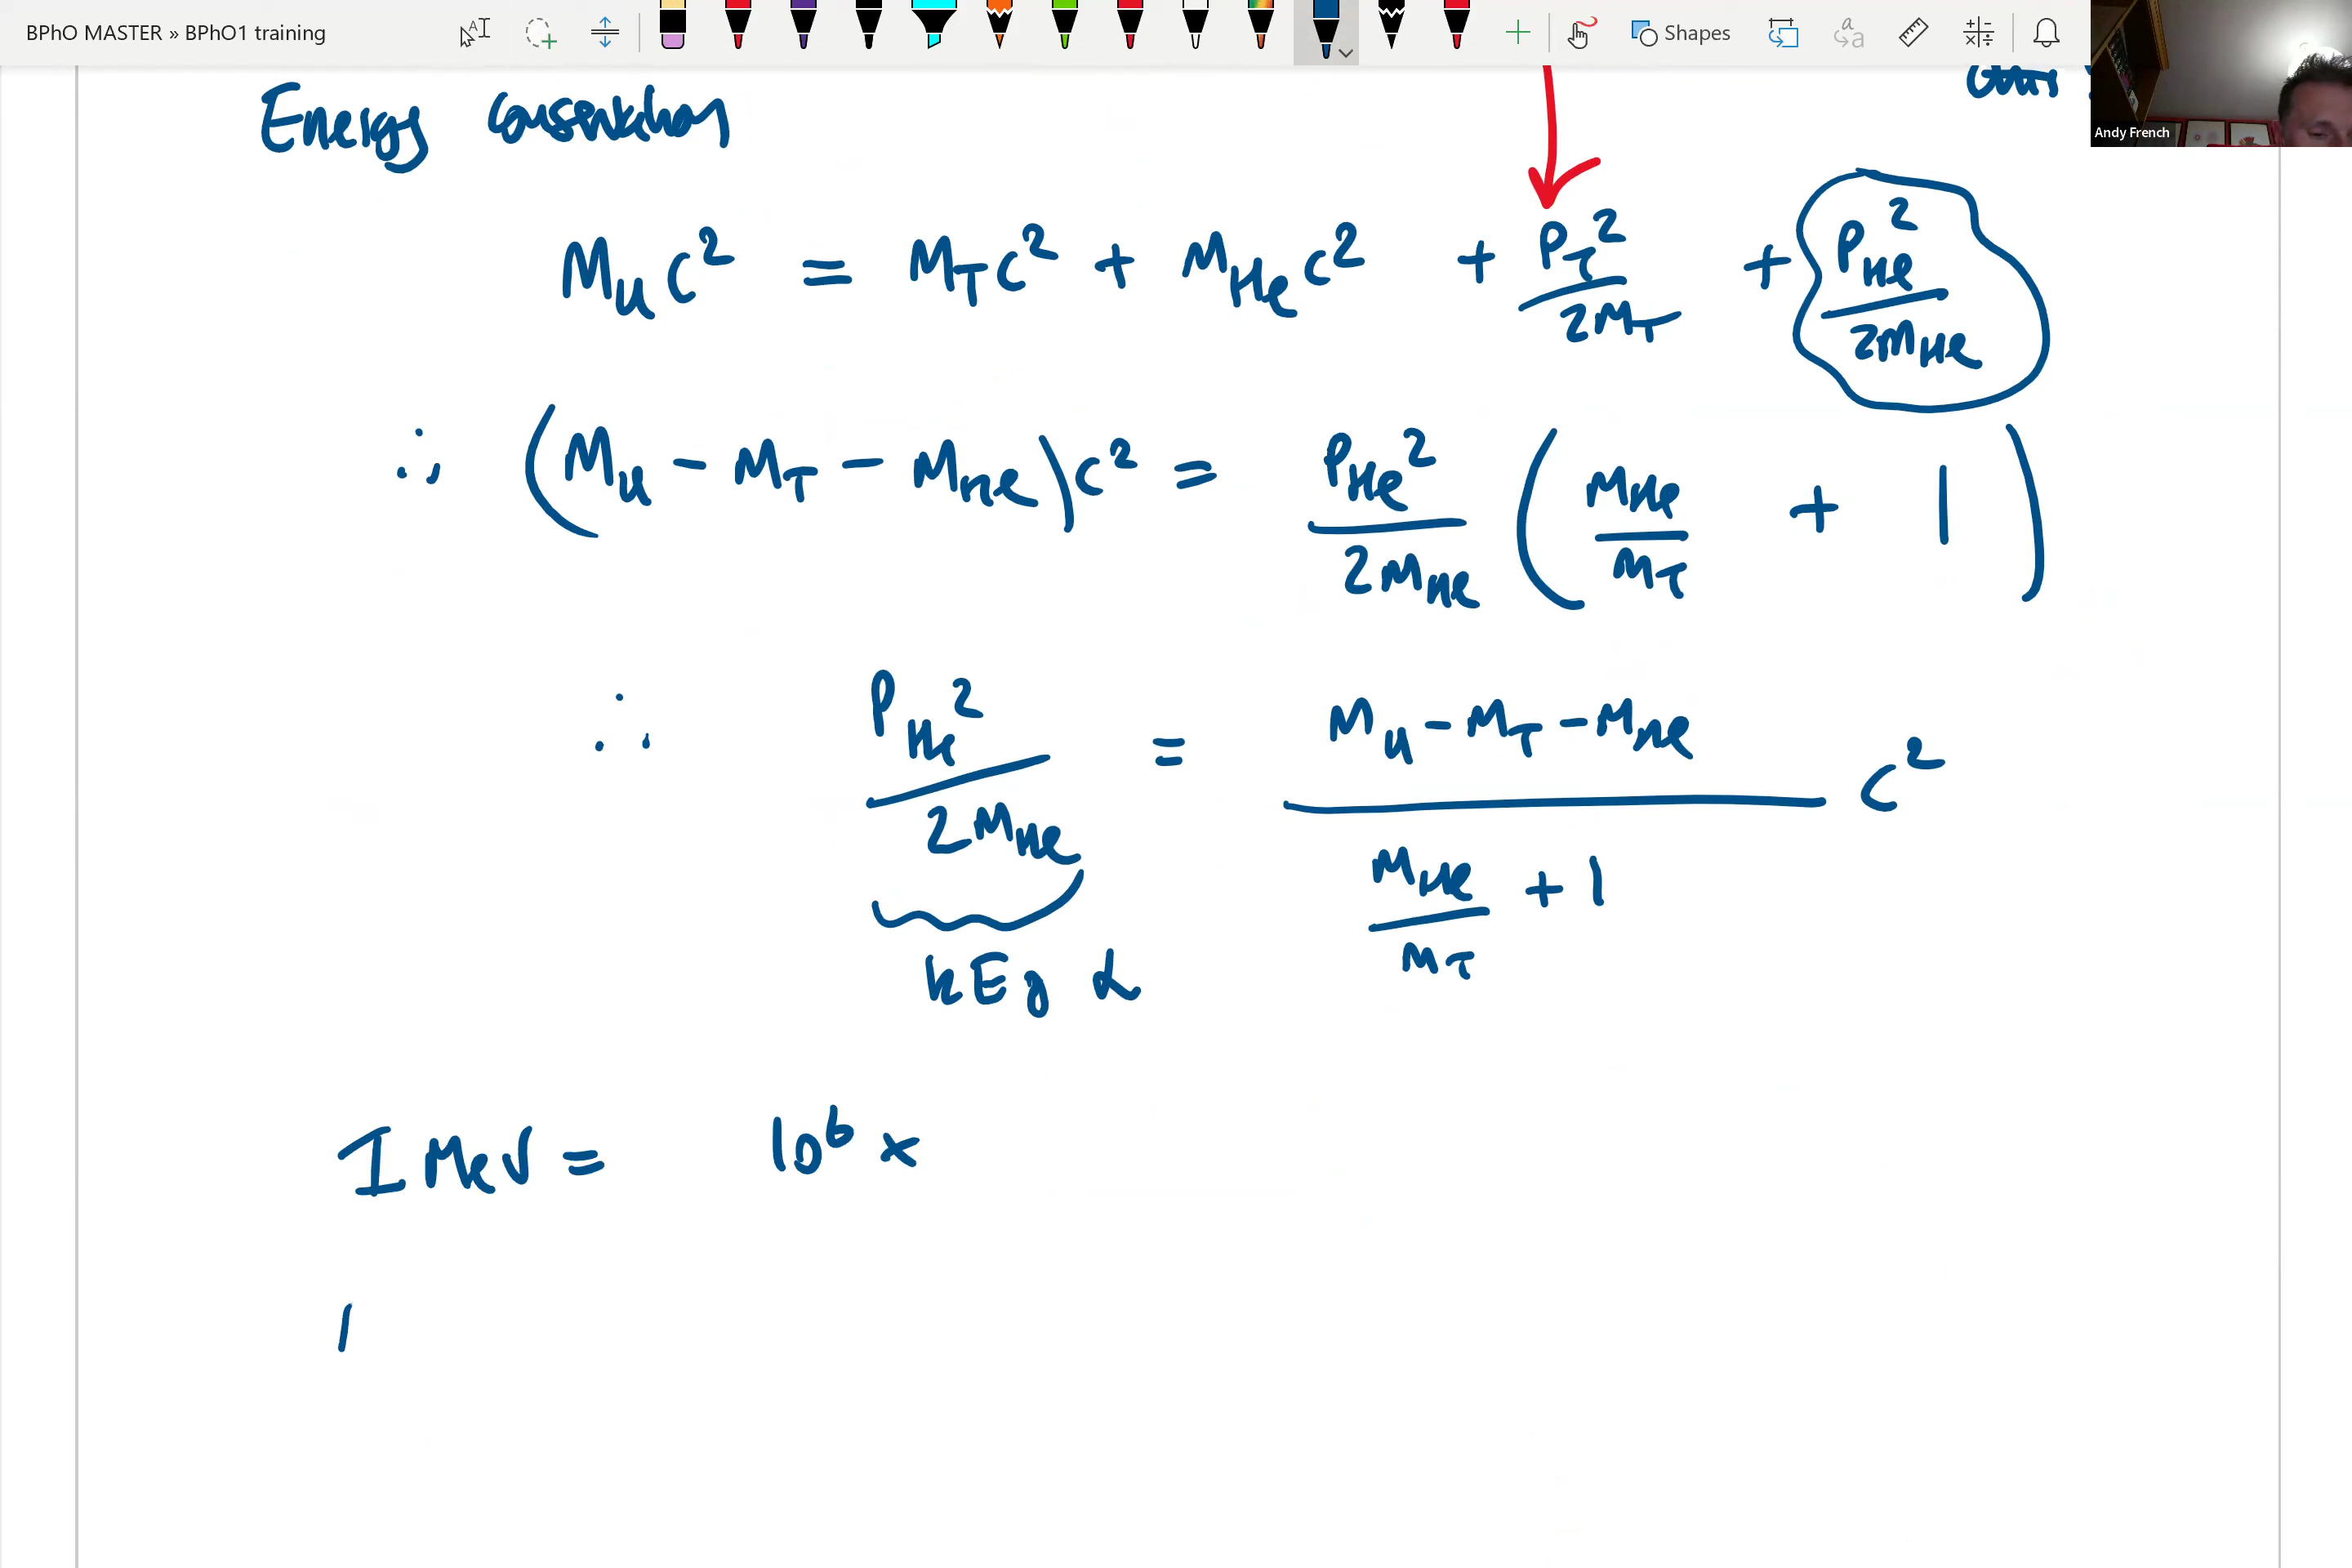 BPhO MASTER » BPhO1 training
Shapes
Andy French
Energy conservation
M_U c² = M_T c² + M_He c² + P_T²/2M_T + P_He²/2M_He
∴ (M_U - M_T - M_He)c² = P_He²/2M_He (M_He/M_T + 1)
∴ P_He²/2M_He = (M_U - M_T - M_He)/(M_He/M_T + 1) c²
KE of α
1 MeV = 10⁶ x
1